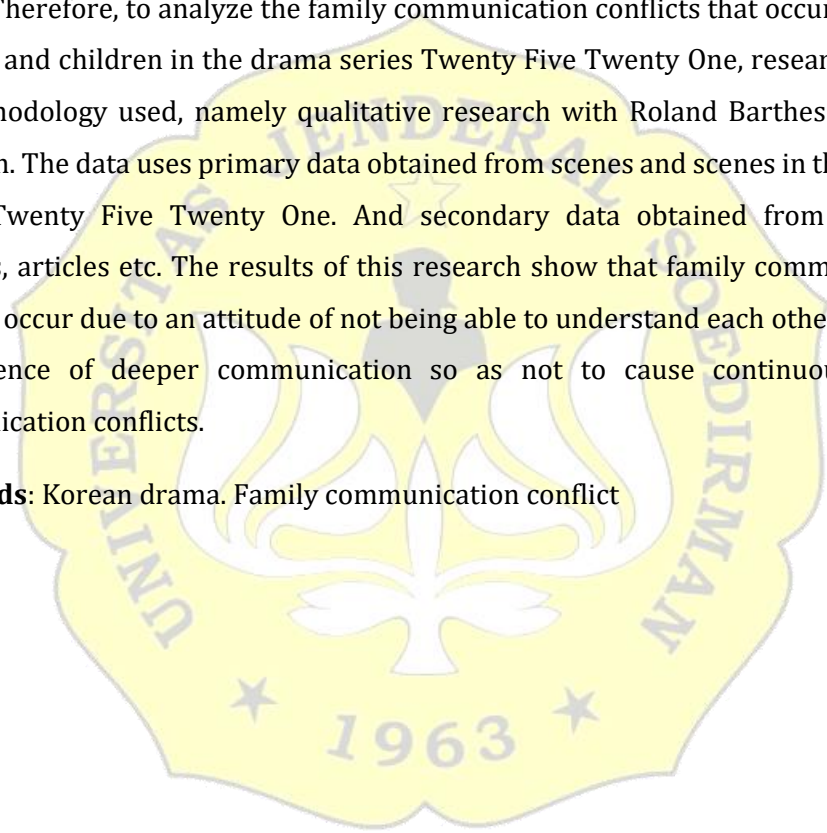 Therefore, to analyze the family communication conflicts that occur
and children in the drama series Twenty Five Twenty One, resear
nodology used, namely qualitative research with Roland Barthes
n. The data uses primary data obtained from scenes and scenes in th
Twenty Five Twenty One. And secondary data obtained from
s, articles etc. The results of this research show that family comm
occur due to an attitude of not being able to understand each othe
ence of deeper communication so as not to cause continuou
nication conflicts.
ds: Korean drama. Family communication conflict
UNIVERSITAS JENDERAL SOEDIRMAN
1963